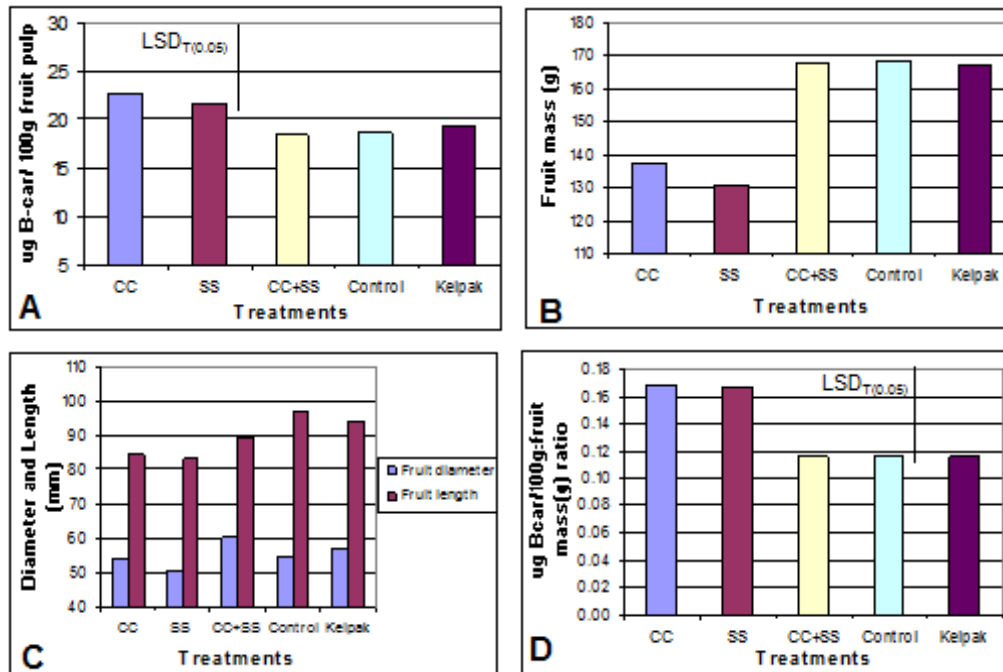 30
25
20
15
10
5
LSDT(0.05)
ug B-car/ 100g fruit pulp
CC SS CC+SS Control Kelpak
Treatments
A
180
170
160
150
140
130
120
110
Fruit mass (g)
CC SS CC+SS Control Kelpak
Treatments
B
110
100
90
80
70
60
50
40
Diameter and Length
(mm)
Fruit diameter
Fruit length
CC SS CC+SS Control Kelpak
Treatments
C
0.18
0.16
0.14
0.12
0.10
0.08
0.06
0.04
0.02
0.00
LSDT(0.05)
ug Bcar/100g:fruit
mass(g) ratio
CC SS CC+SS Control Kelpak
Treatments
D